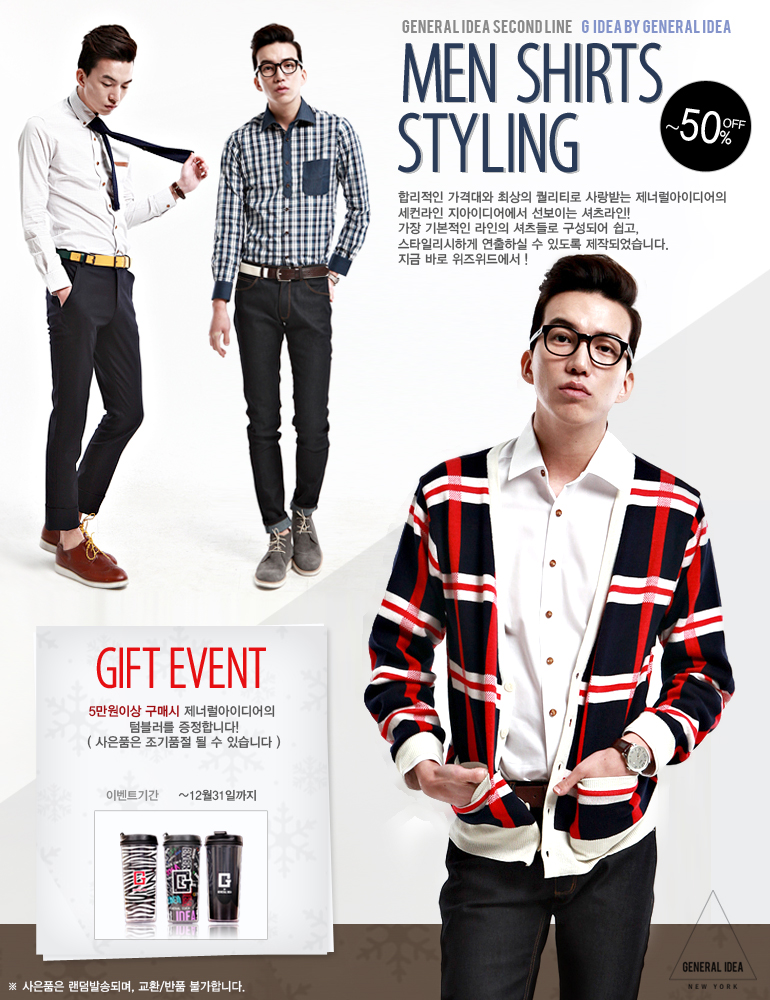 GENERAL IDEA SECOND LINE G IDEA BY GENERAL IDEA
MEN SHIRTS
STYLING
~50% OFF
합리적인 가격대와 최상의 퀄리티로 사랑받는 제너럴아이디어의
세컨라인 지아이디어에서 선보이는 셔츠라인!
가장 기본적인 라인의 셔츠들로 구성되어 쉽고,
스타일리시하게 연출하실 수 있도록 제작되었습니다.
지금 바로 위즈위드에서 !
GIFT EVENT
5만원이상 구매시 제너럴아이디어의
텀블러를 증정합니다!
( 사은품은 조기품절 될 수 있습니다 )
이벤트기간 ~12월31일까지
G
G
G
IDEA
GENERAL IDEA
NEW YORK
※ 사은품은 랜덤발송되며, 교환/반품 불가합니다.